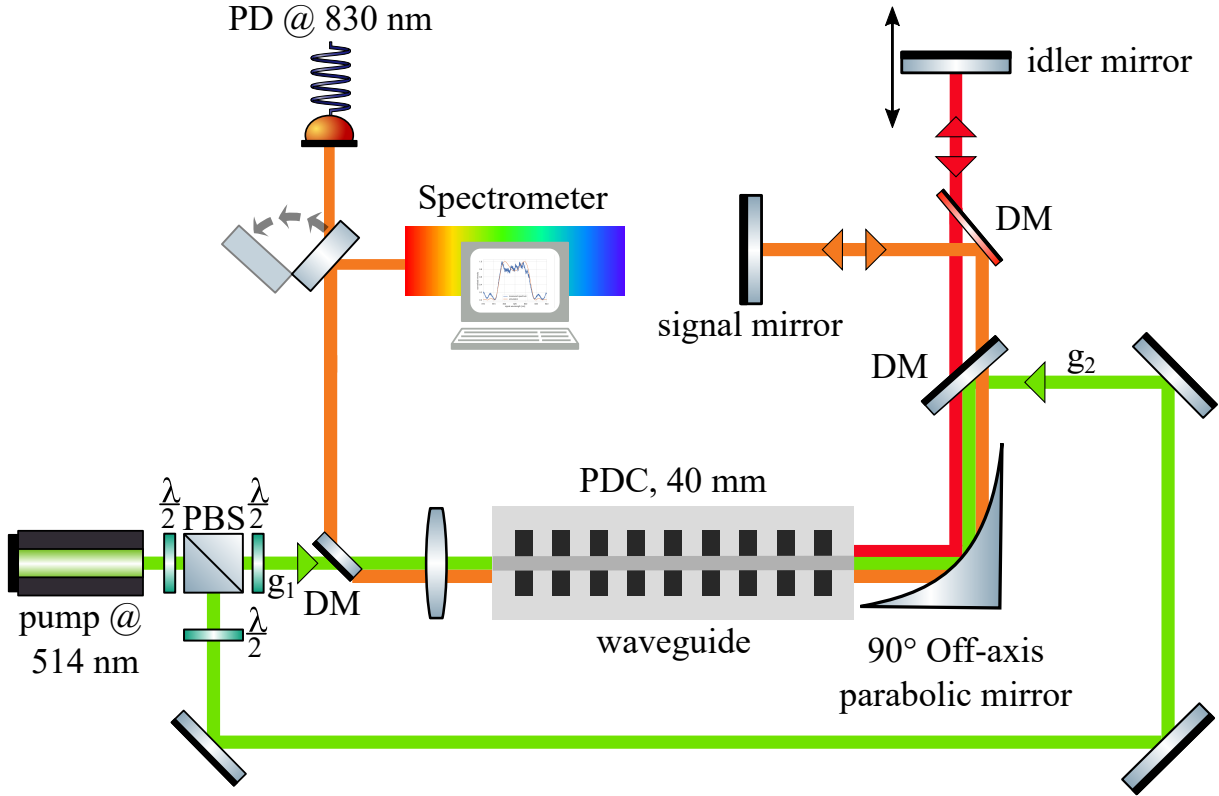 PD @ 830 nm
idler mirror
Spectrometer
DM
signal mirror
DM
g₂
PDC, 40 mm
λ/2
PBS
λ/2
g₁
DM
pump @
514 nm
λ/2
waveguide
90° Off-axis
parabolic mirror